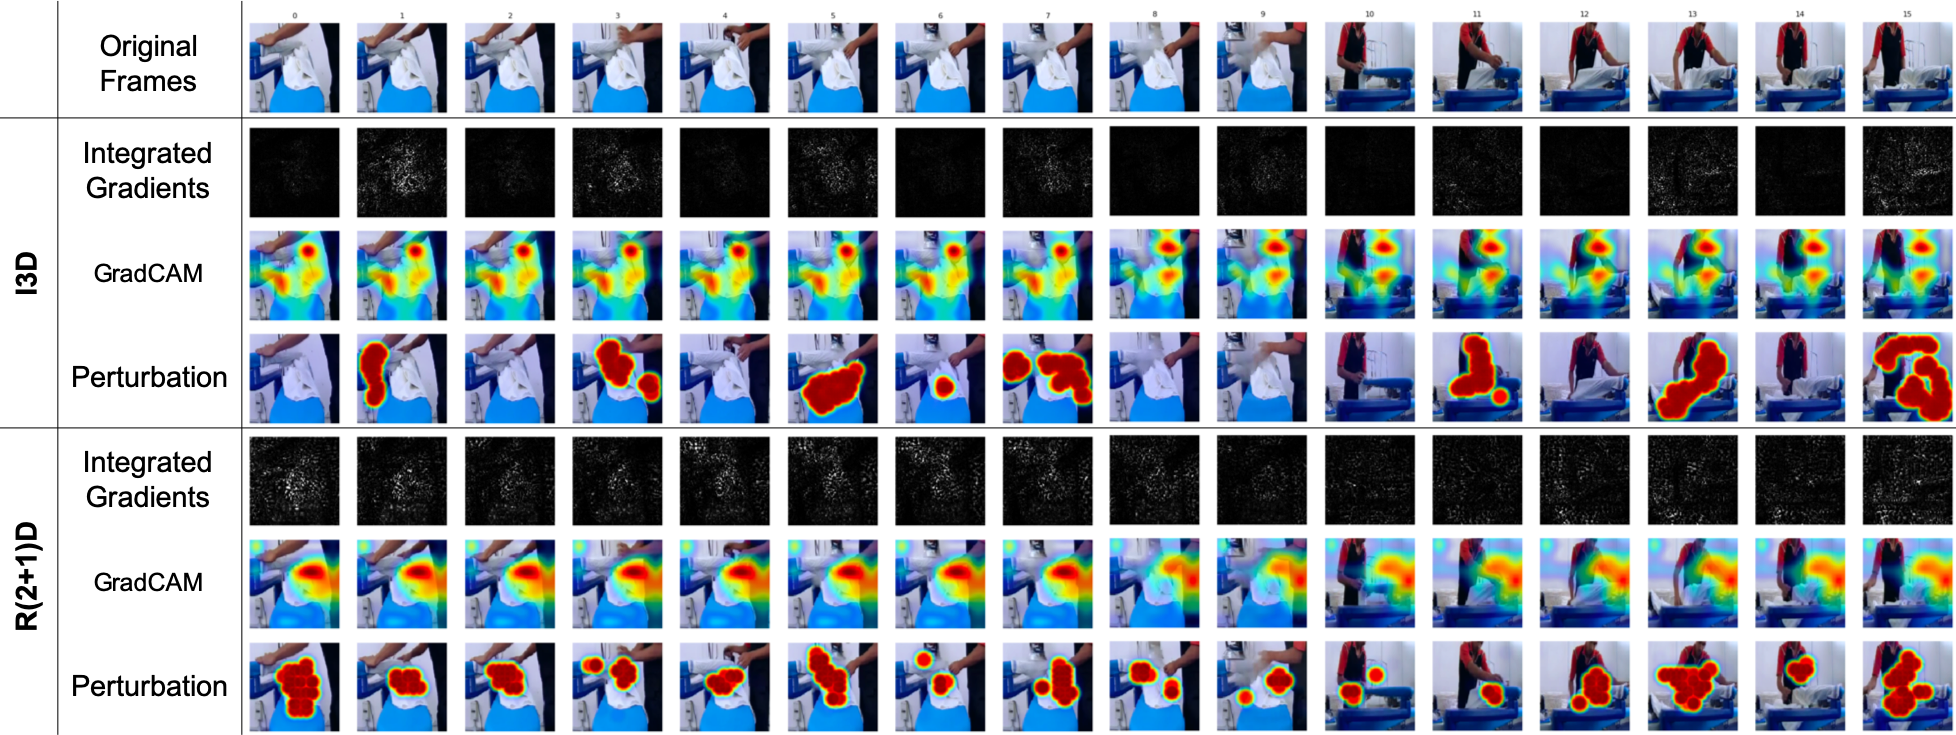 0 1 2 3 4 5 6 7 8 9 10 11 12 13 14 15
Original
Frames
I3D
Integrated
Gradients
GradCAM
Perturbation
R(2+1)D
Integrated
Gradients
GradCAM
Perturbation